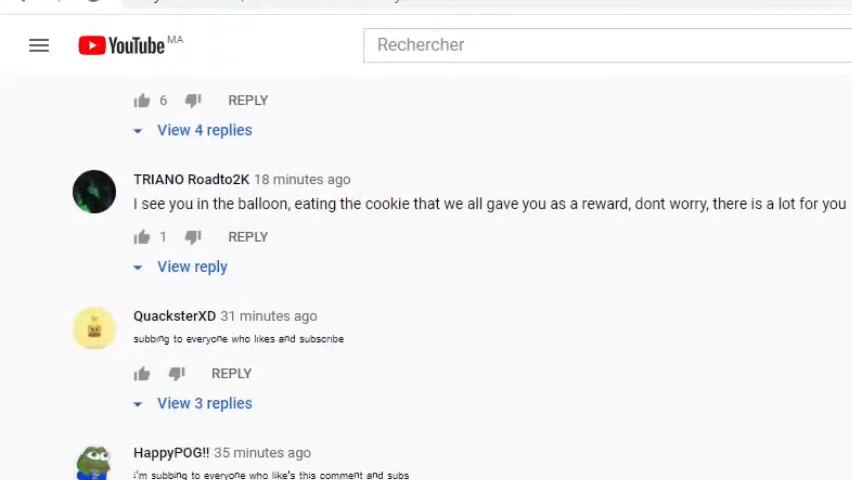 YouTube MA
Rechercher
6 REPLY
View 4 replies
TRIANO Roadto2K 18 minutes ago
I see you in the balloon, eating the cookie that we all gave you as a reward, dont worry, there is a lot for you
1 REPLY
View reply
QuacksterXD 31 minutes ago
subbing to everyone who likes and subscribe
REPLY
View 3 replies
HappyPOG!! 35 minutes ago
i'm subbing to everyone who like's this comment and subs